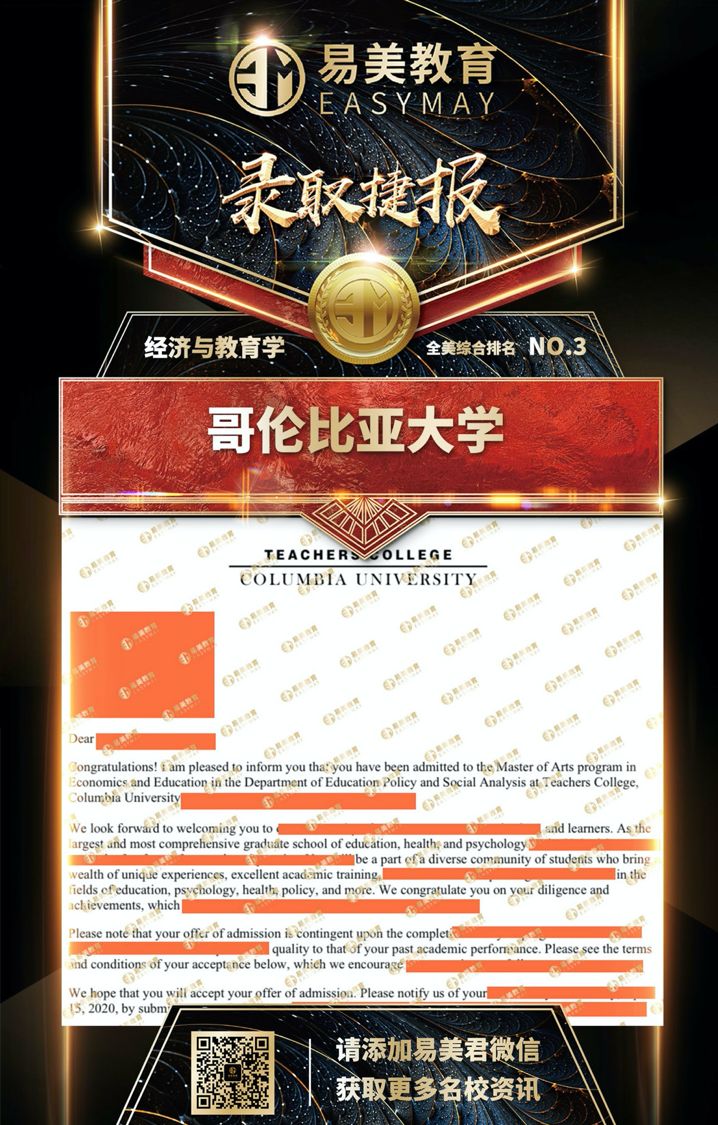 易美教育
EASYMAY
录取捷报
经济与教育学
全美综合排名 NO.3
哥伦比亚大学
TEACHERS COLLEGE
COLUMBIA UNIVERSITY
Dear
Congratulations! I am pleased to inform you that you have been admitted to the Master of Arts program in
Economics and Education in the Department of Education Policy and Social Analysis at Teachers College,
Columbia University
We look forward to welcoming you to and learners. As the
largest and most comprehensive graduate school of education, health, and psychology
be a part of a diverse community of students who bring
wealth of unique experiences, excellent academic training, in the
fields of education, psychology, health, policy, and more. We congratulate you on your diligence and
achievements, which
Please note that your offer of admission is contingent upon the complet
quality to that of your past academic performance. Please see the terms
and conditions of your acceptance below, which we encourage
We hope that you will accept your offer of admission. Please notify us of your
15, 2020, by subm
请添加易美君微信
获取更多名校资讯